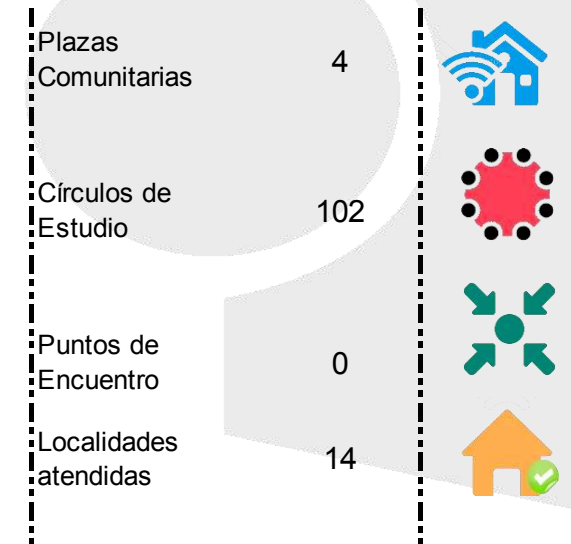 Plazas
Comunitarias
4
Círculos de
Estudio
102
Puntos de
Encuentro
0
Localidades
atendidas
14